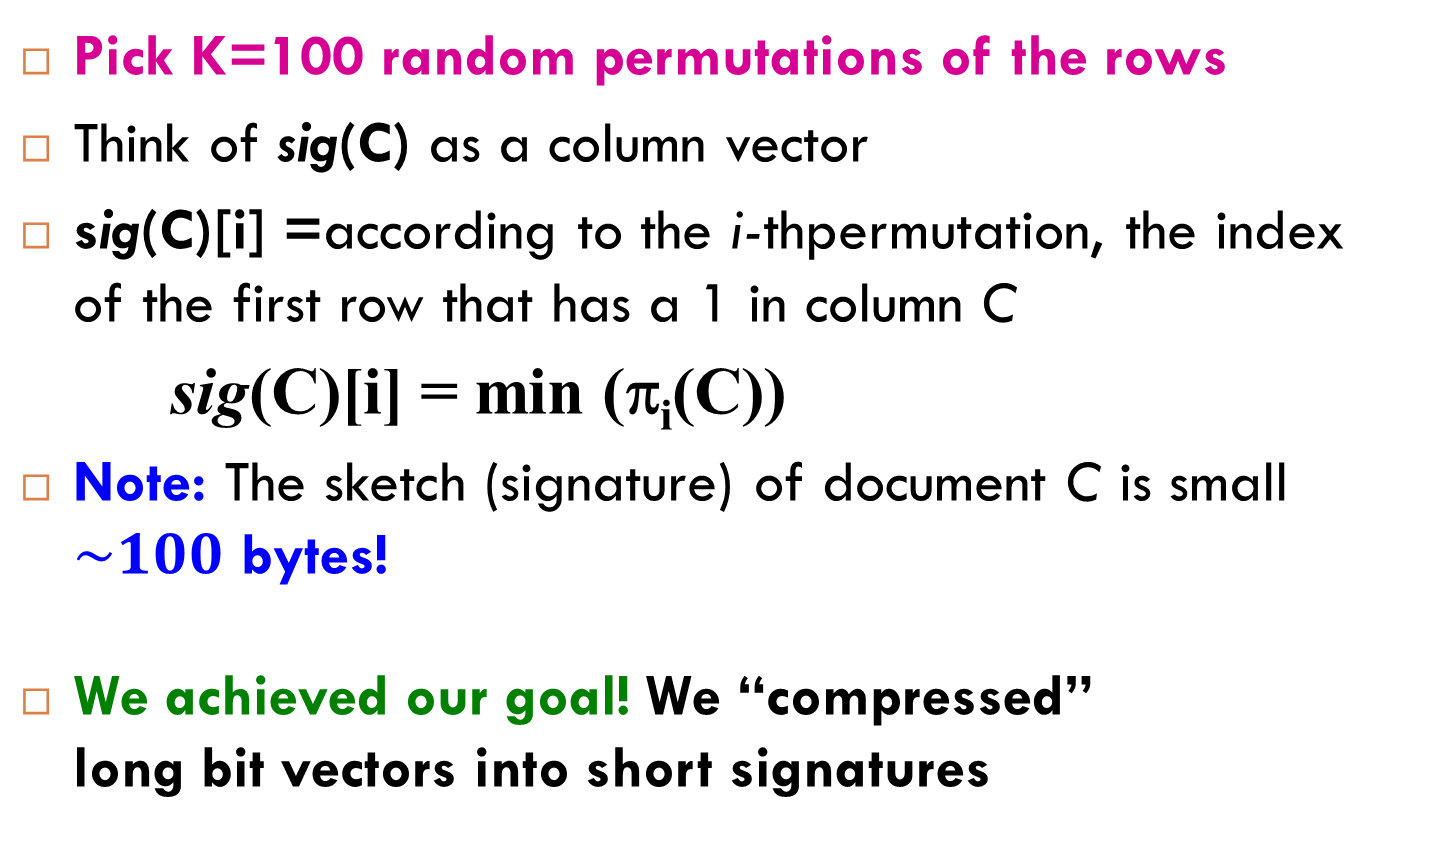 Pick K=100 random permutations of the rows
Think of sig(C) as a column vector
sig(C)[i] =according to the i-thpermutation, the index
of the first row that has a 1 in column C
sig(C)[i] = min (πi(C))
Note: The sketch (signature) of document C is small
~100 bytes!
We achieved our goal! We “compressed”
long bit vectors into short signatures